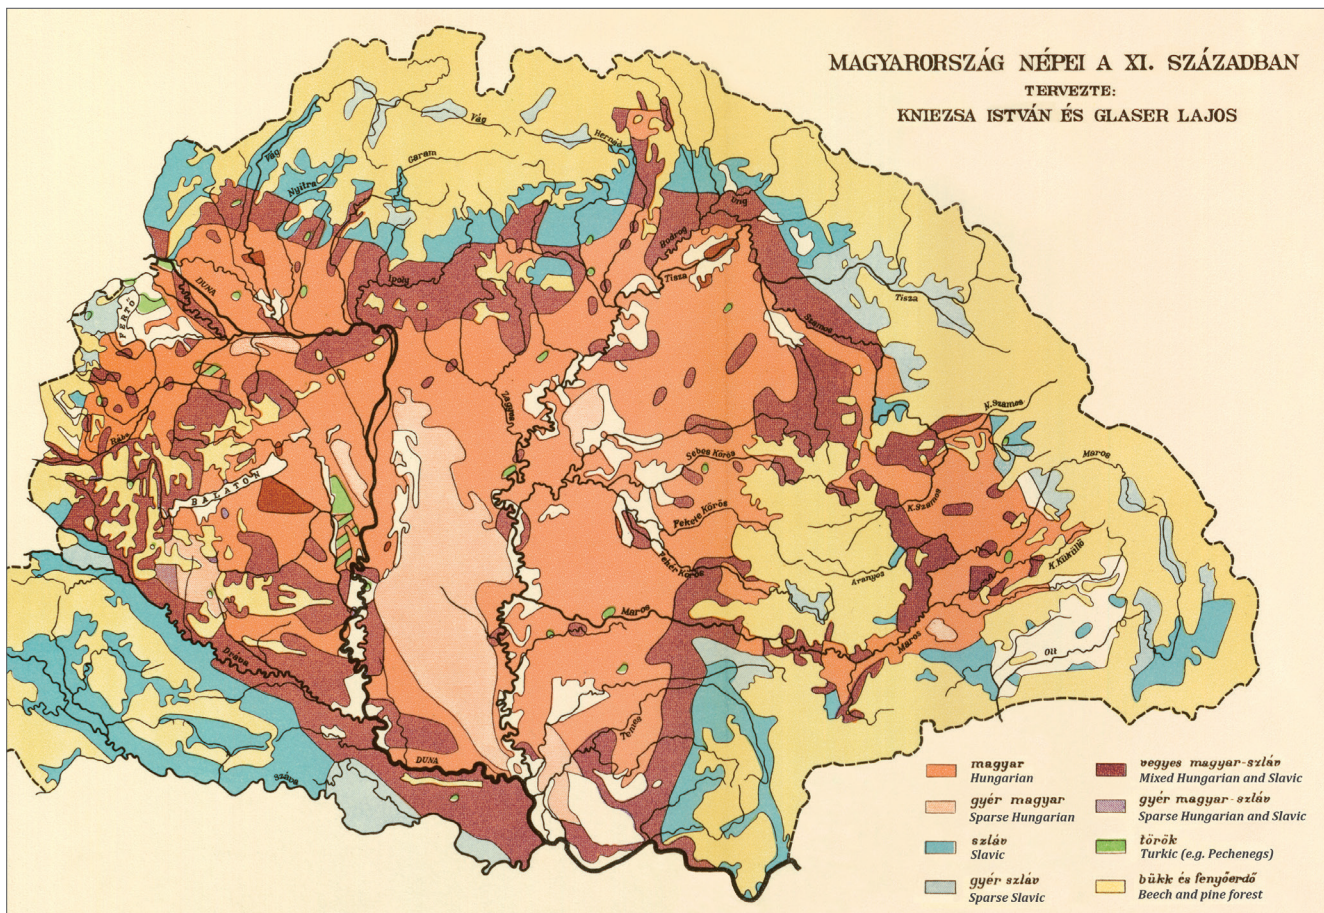 MAGYARORSZÁG NÉPEI A XI. SZÁZADBAN
TERVEZTE:
KNIEZSA ISTVÁN ÉS GLASER LAJOS
Vág
Vág
Garam
Hernád
Nyitra
Ung
Bodrog
Tisza
Ipoly
DUNA
FERTŐ
Tisza
Szamos
Zagyva
Rába
K. Szamos
Sebes Körös
Maros
BALATON
K. Szamos
Fekete Körös
Fehér Körös
Aranyos
K. Küküllő
Maros
Maros
Olt
Dráva
Temes
DUNA
Száva
magyar
Hungarian
gyér magyar
Sparse Hungarian
szláv
Slavic
gyér szláv
Sparse Slavic
vegyes magyar-szláv
Mixed Hungarian and Slavic
gyér magyar-szláv
Sparse Hungarian and Slavic
török
Turkic (e.g. Pechenegs)
bükk és fenyőerdő
Beech and pine forest